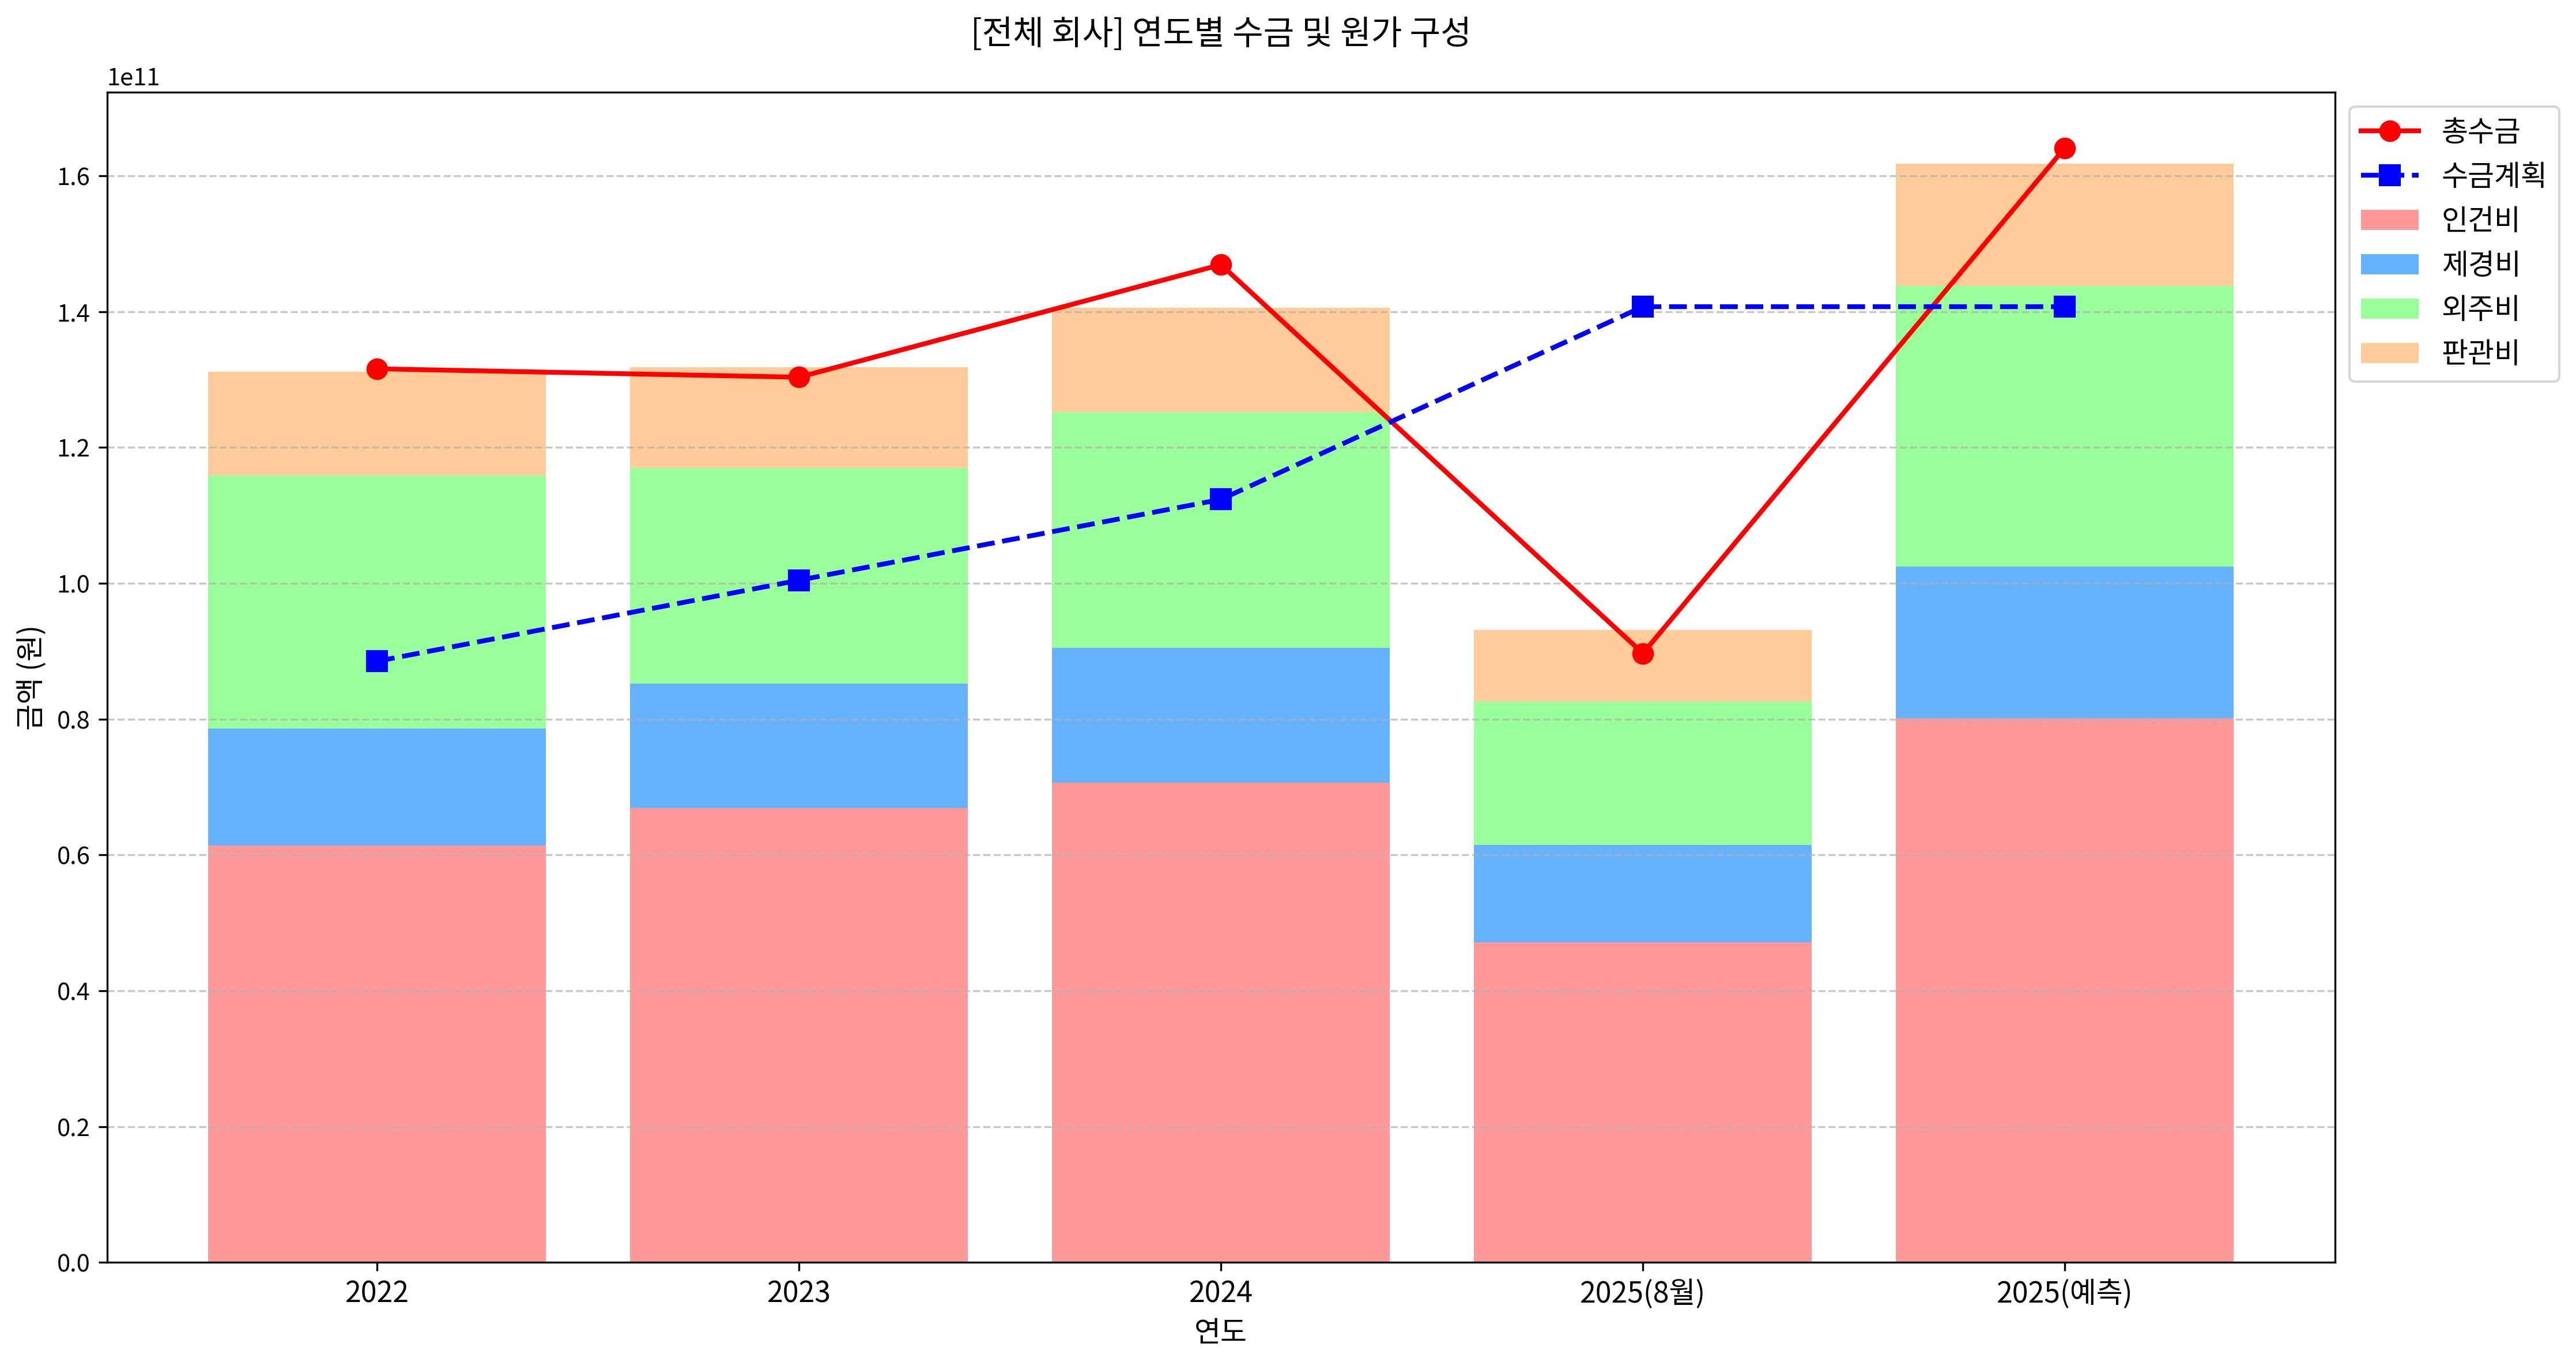 [전체 회사] 연도별 수금 및 원가 구성
1e11
총수금
수금계획
인건비
제경비
외주비
판관비
1.6
1.4
1.2
1.0
0.8
0.6
0.4
0.2
0.0
금액 (원)
2022
2023
2024
2025(8월)
2025(예측)
연도